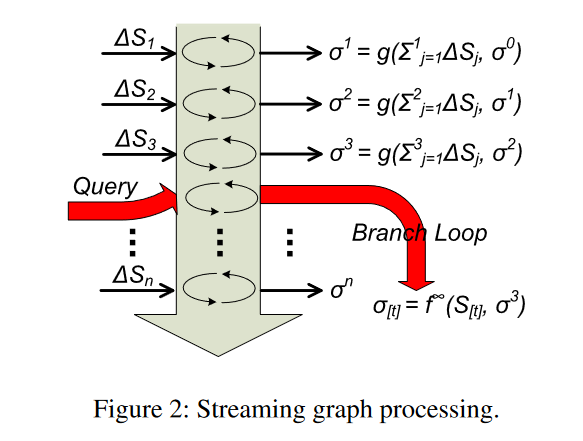 ΔS₁ σ¹ = g(Σ¹ⱼ₌₁ΔSⱼ, σ⁰)
ΔS₂ σ² = g(Σ²ⱼ₌₁ΔSⱼ, σ¹)
ΔS₃ σ³ = g(Σ³ⱼ₌₁ΔSⱼ, σ²)
Query
Branch Loop
ΔSₙ σⁿ
σ[t] = f^∞(S[t], σ³)
Figure 2: Streaming graph processing.